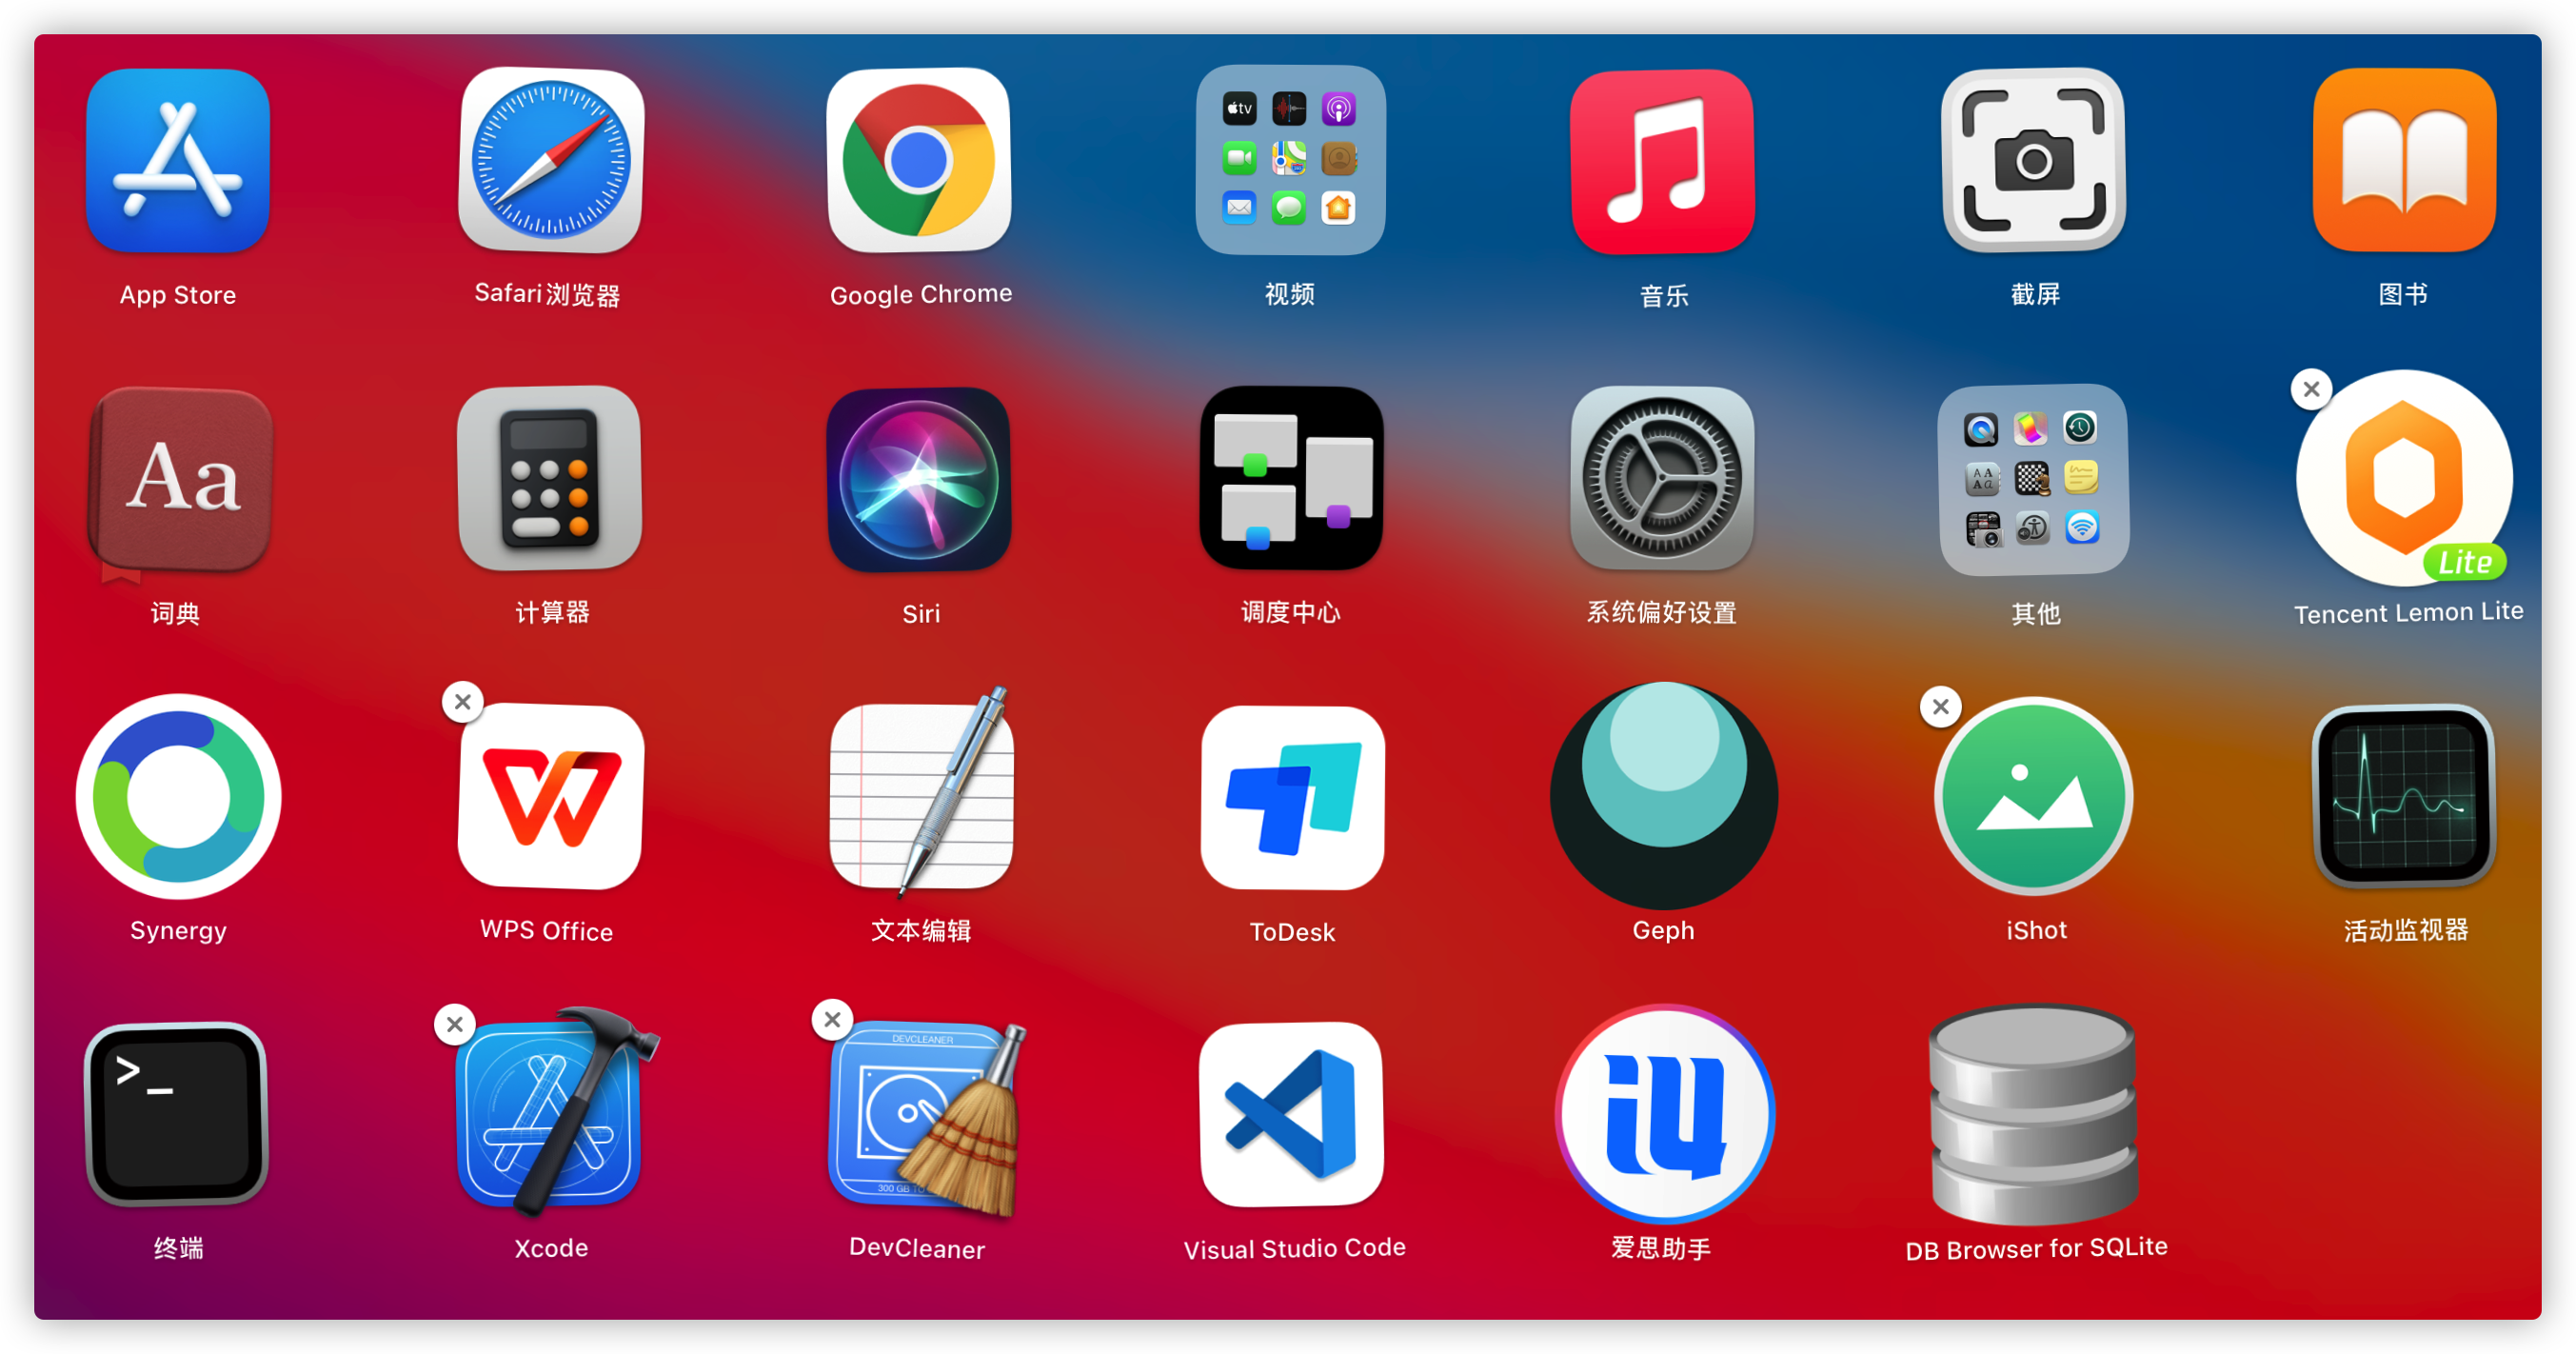 tv
App Store
Safari浏览器
Google Chrome
视频
音乐
截屏
图书
Aa
Lite
词典
计算器
Siri
调度中心
系统偏好设置
其他
Tencent Lemon Lite
Synergy
WPS Office
文本编辑
ToDesk
Geph
iShot
活动监视器
>_
DEVCLEANER
终端
Xcode
DevCleaner
Visual Studio Code
爱思助手
DB Browser for SQLite